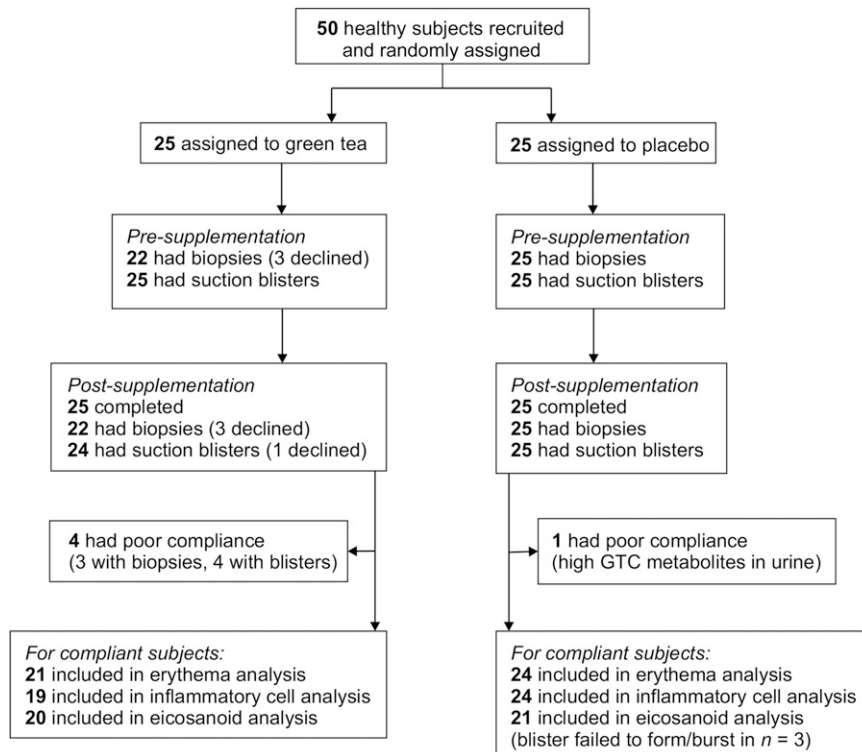 50 healthy subjects recruited
and randomly assigned
25 assigned to green tea
25 assigned to placebo
Pre-supplementation
22 had biopsies (3 declined)
25 had suction blisters
Pre-supplementation
25 had biopsies
25 had suction blisters
Post-supplementation
25 completed
22 had biopsies (3 declined)
24 had suction blisters (1 declined)
Post-supplementation
25 completed
25 had biopsies
25 had suction blisters
4 had poor compliance
(3 with biopsies, 4 with blisters)
1 had poor compliance
(high GTC metabolites in urine)
For compliant subjects:
21 included in erythema analysis
19 included in inflammatory cell analysis
20 included in eicosanoid analysis
For compliant subjects:
24 included in erythema analysis
24 included in inflammatory cell analysis
21 included in eicosanoid analysis
(blister failed to form/burst in n = 3)